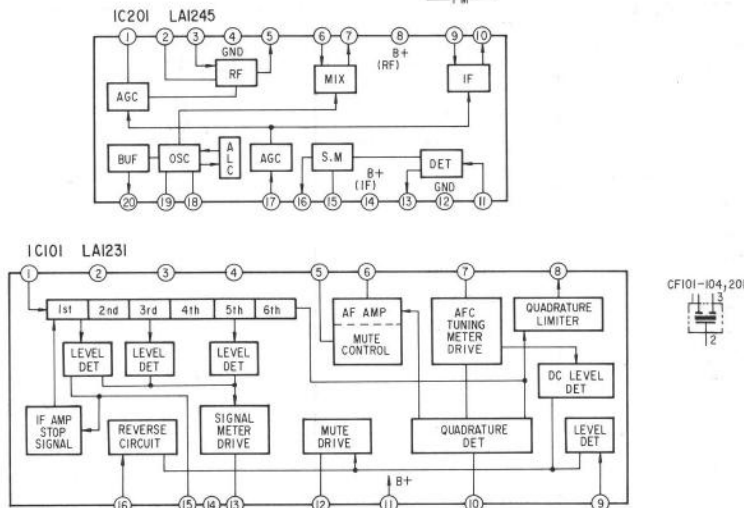 IC201 LA1245
1 2 3 4 5 6 7 8 9 10
GND B+
(RF)
RF MIX IF
AGC
BUF OSC ALC AGC S.M DET
B+
(IF) GND
20 19 18 17 16 15 14 13 12 11
IC101 LA1231
1 2 3 4 5 6 7 8
CF101-104,201
3
2
1st 2nd 3rd 4th 5th 6th
AF AMP
MUTE
CONTROL
AFC
TUNING
METER
DRIVE
QUADRATURE
LIMITER
LEVEL
DET
LEVEL
DET
LEVEL
DET
DC LEVEL
DET
IF AMP
STOP
SIGNAL
REVERSE
CIRCUIT
SIGNAL
METER
DRIVE
MUTE
DRIVE
QUADRATURE
DET
LEVEL
DET
B+
16 15 14 13 12 11 10 9